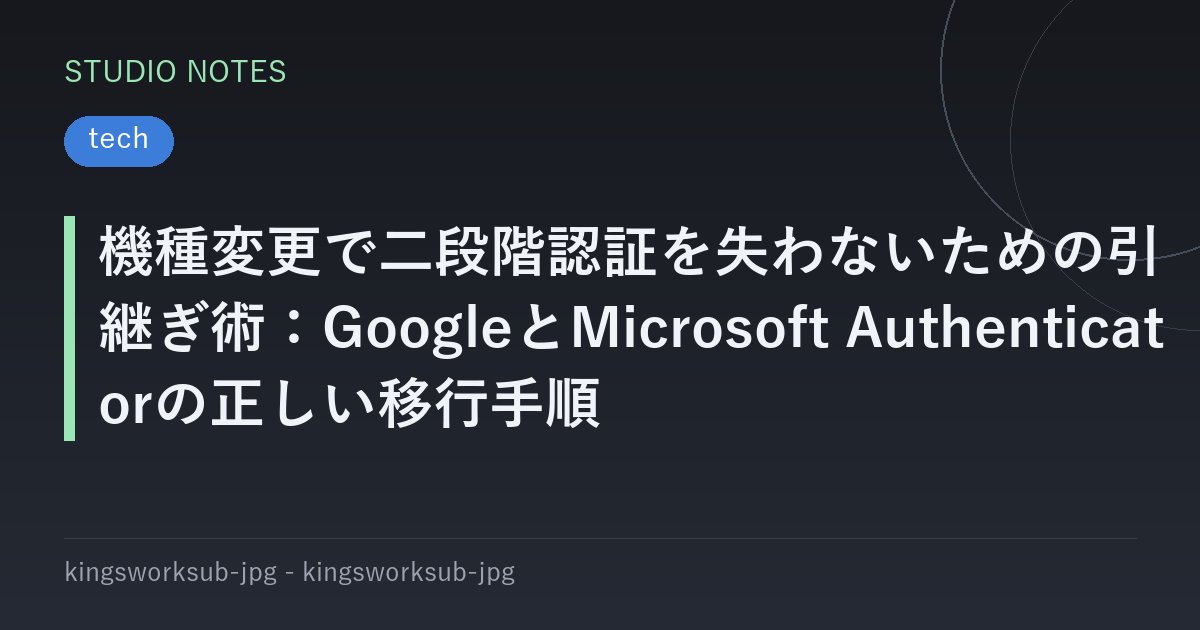 STUDIO NOTES
tech
機種変更で二段階認証を失わないための引
継ぎ術：GoogleとMicrosoft Authenticat
orの正しい移行手順
kingsworksub-jpg - kingsworksub-jpg